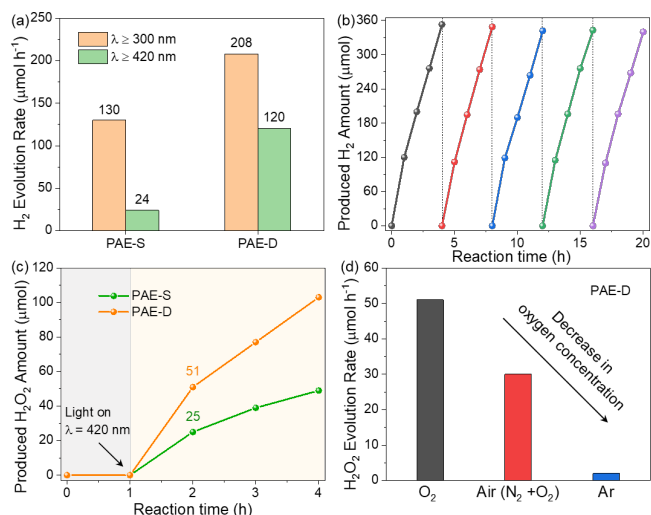 (a)
H₂ Evolution Rate (μmol h⁻¹)
250
200
150
100
50
0
λ ≥ 300 nm
λ ≥ 420 nm
130
24
208
120
PAE-S PAE-D
(b)
Produced H₂ Amount (μmol)
360
300
240
180
120
60
0
0 5 10 15 20
Reaction time (h)
(c)
Produced H₂O₂ Amount (μmol)
120
100
80
60
40
20
0
PAE-S
PAE-D
51
25
Light on
λ = 420 nm
0 1 2 3 4
Reaction time (h)
(d)
H₂O₂ Evolution Rate (μmol h⁻¹)
60
50
40
30
20
10
0
PAE-D
Decrease in
oxygen concentration
O₂ Air (N₂ +O₂) Ar